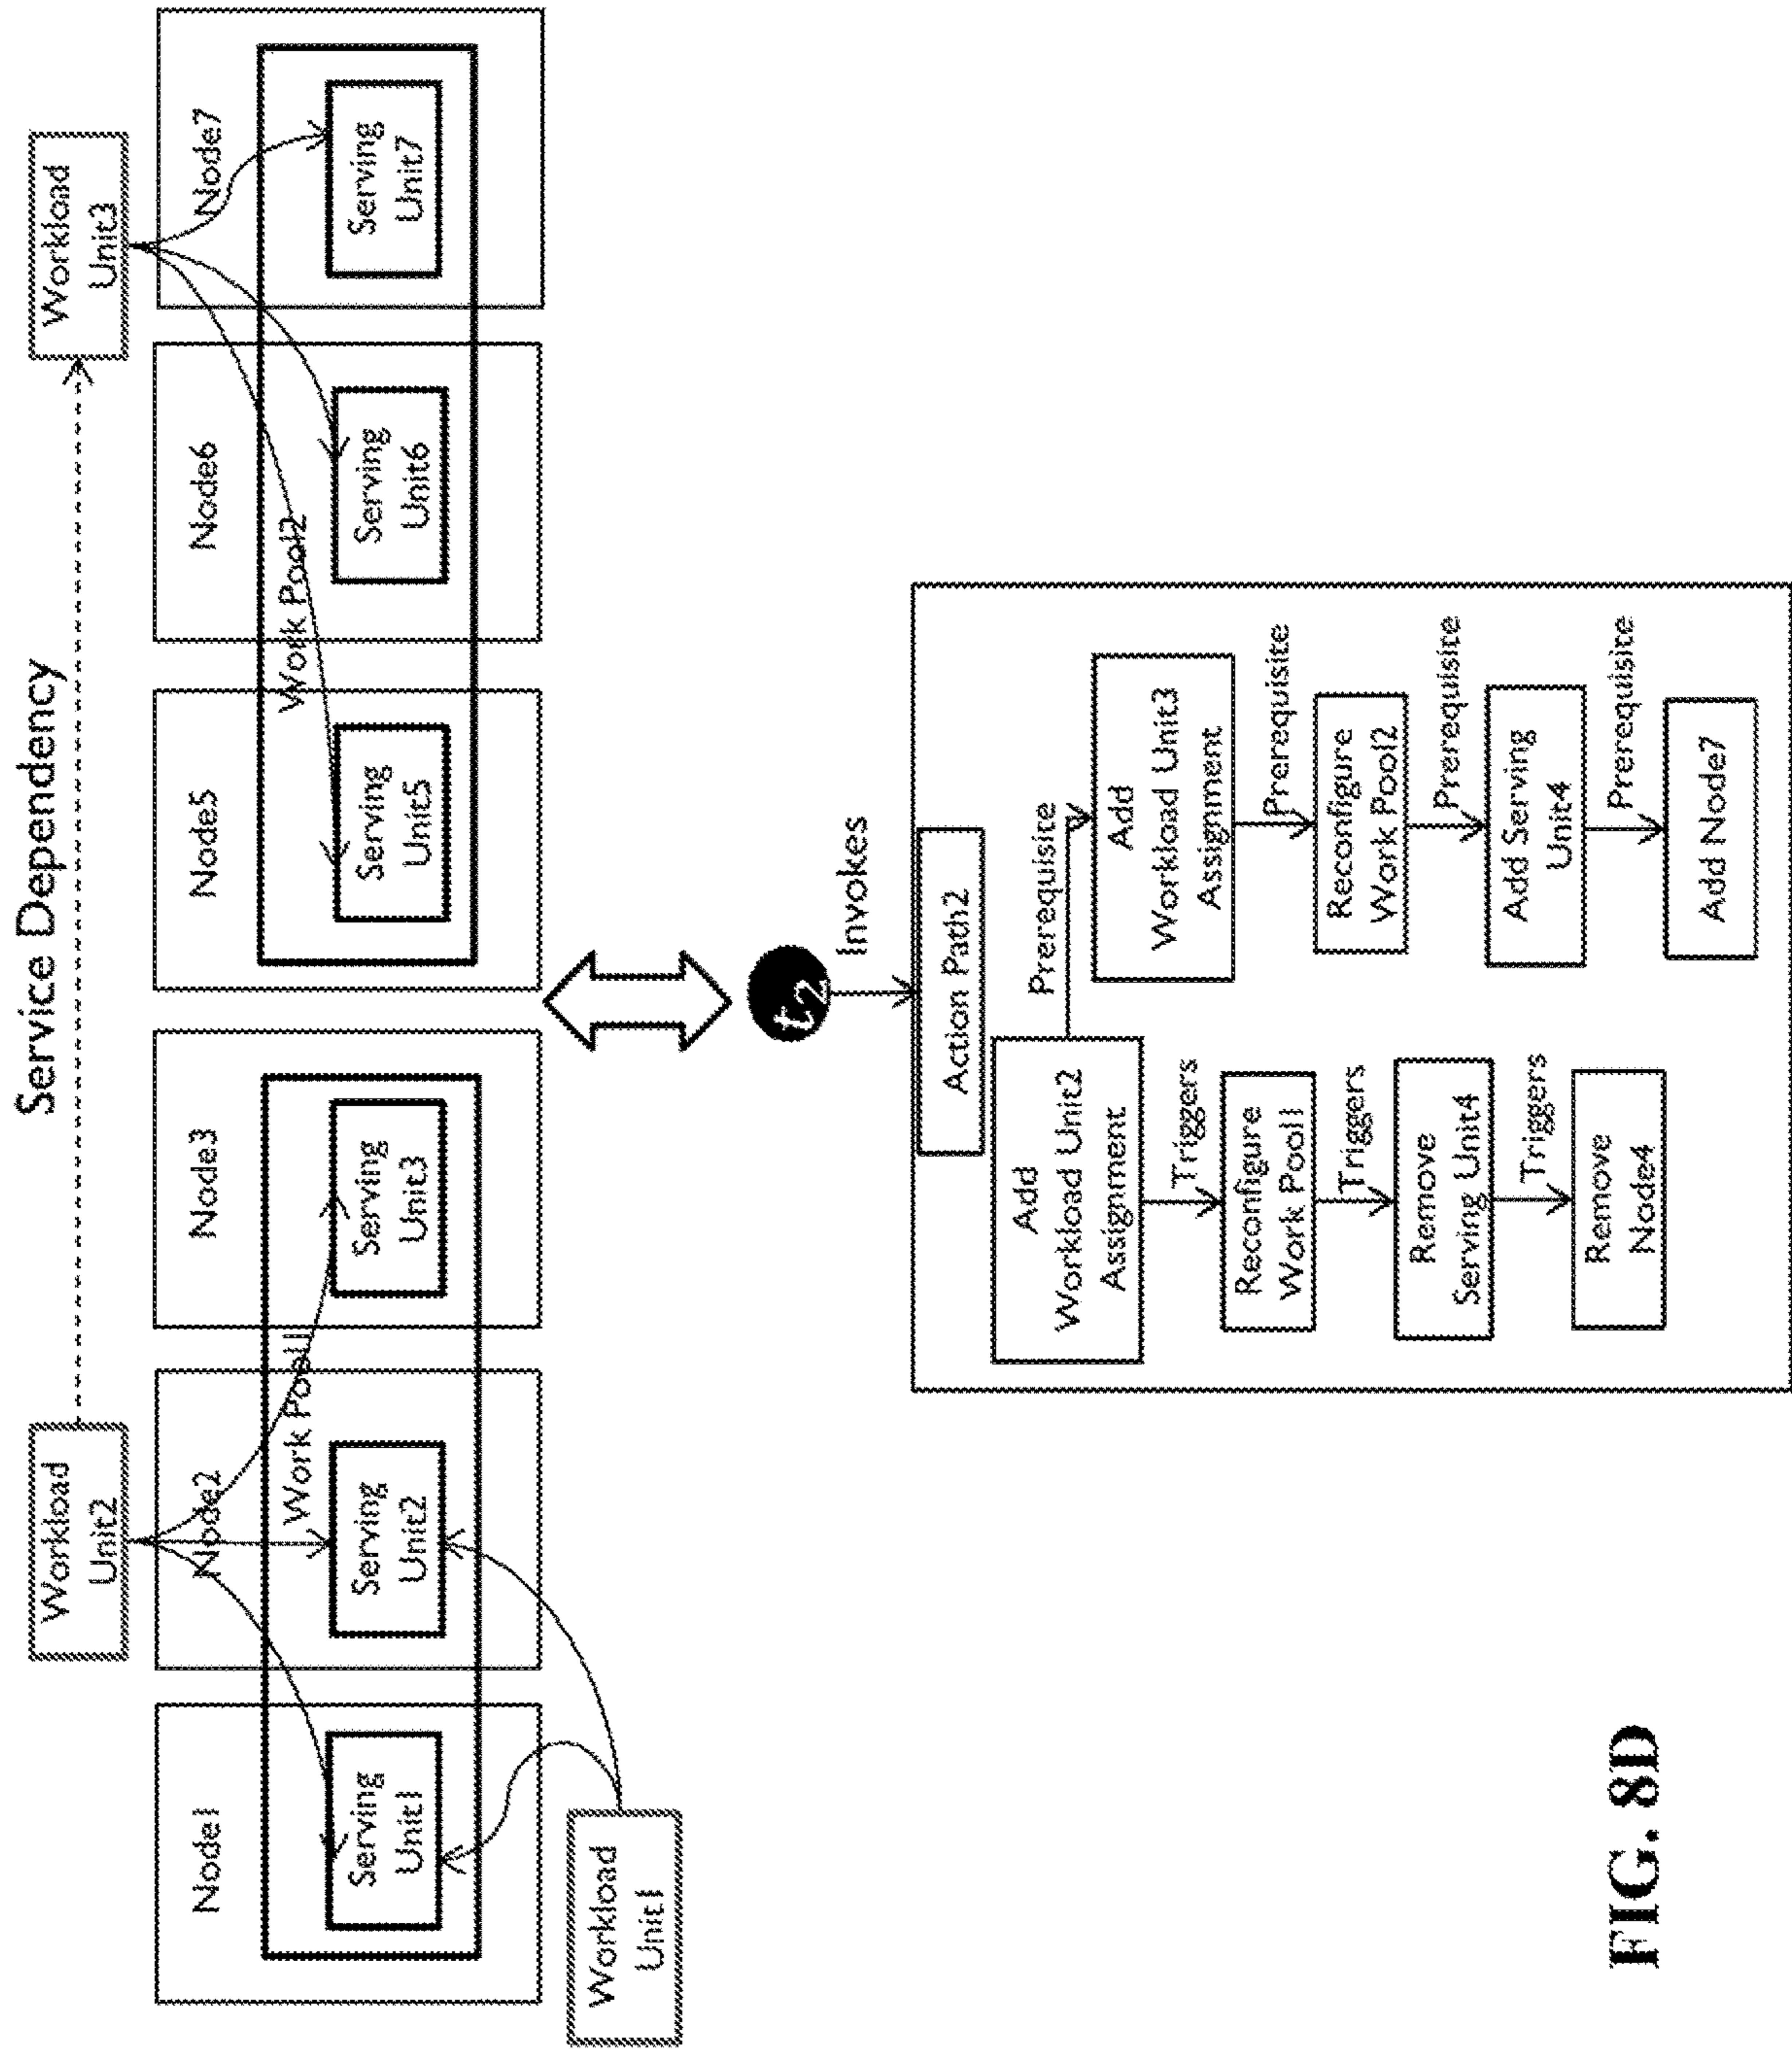 Service Dependency
Workload
Unit2
Workload
Unit3
Node1
Node2
Node3
Node5
Node6
Node7
Work Pool1
Work Pool2
Serving
Unit1
Serving
Unit2
Serving
Unit3
Serving
Unit5
Serving
Unit6
Serving
Unit7
Workload
Unit1
t2
Invokes
Action Path2
Add
Workload Unit2
Assignment
Prerequisite
Add
Workload Unit3
Assignment
Triggers
Prerequisite
Reconfigure
Work Pool1
Reconfigure
Work Pool2
Triggers
Prerequisite
Remove
Serving Unit4
Add Serving
Unit4
Triggers
Prerequisite
Remove
Node4
Add Node7
FIG. 8D